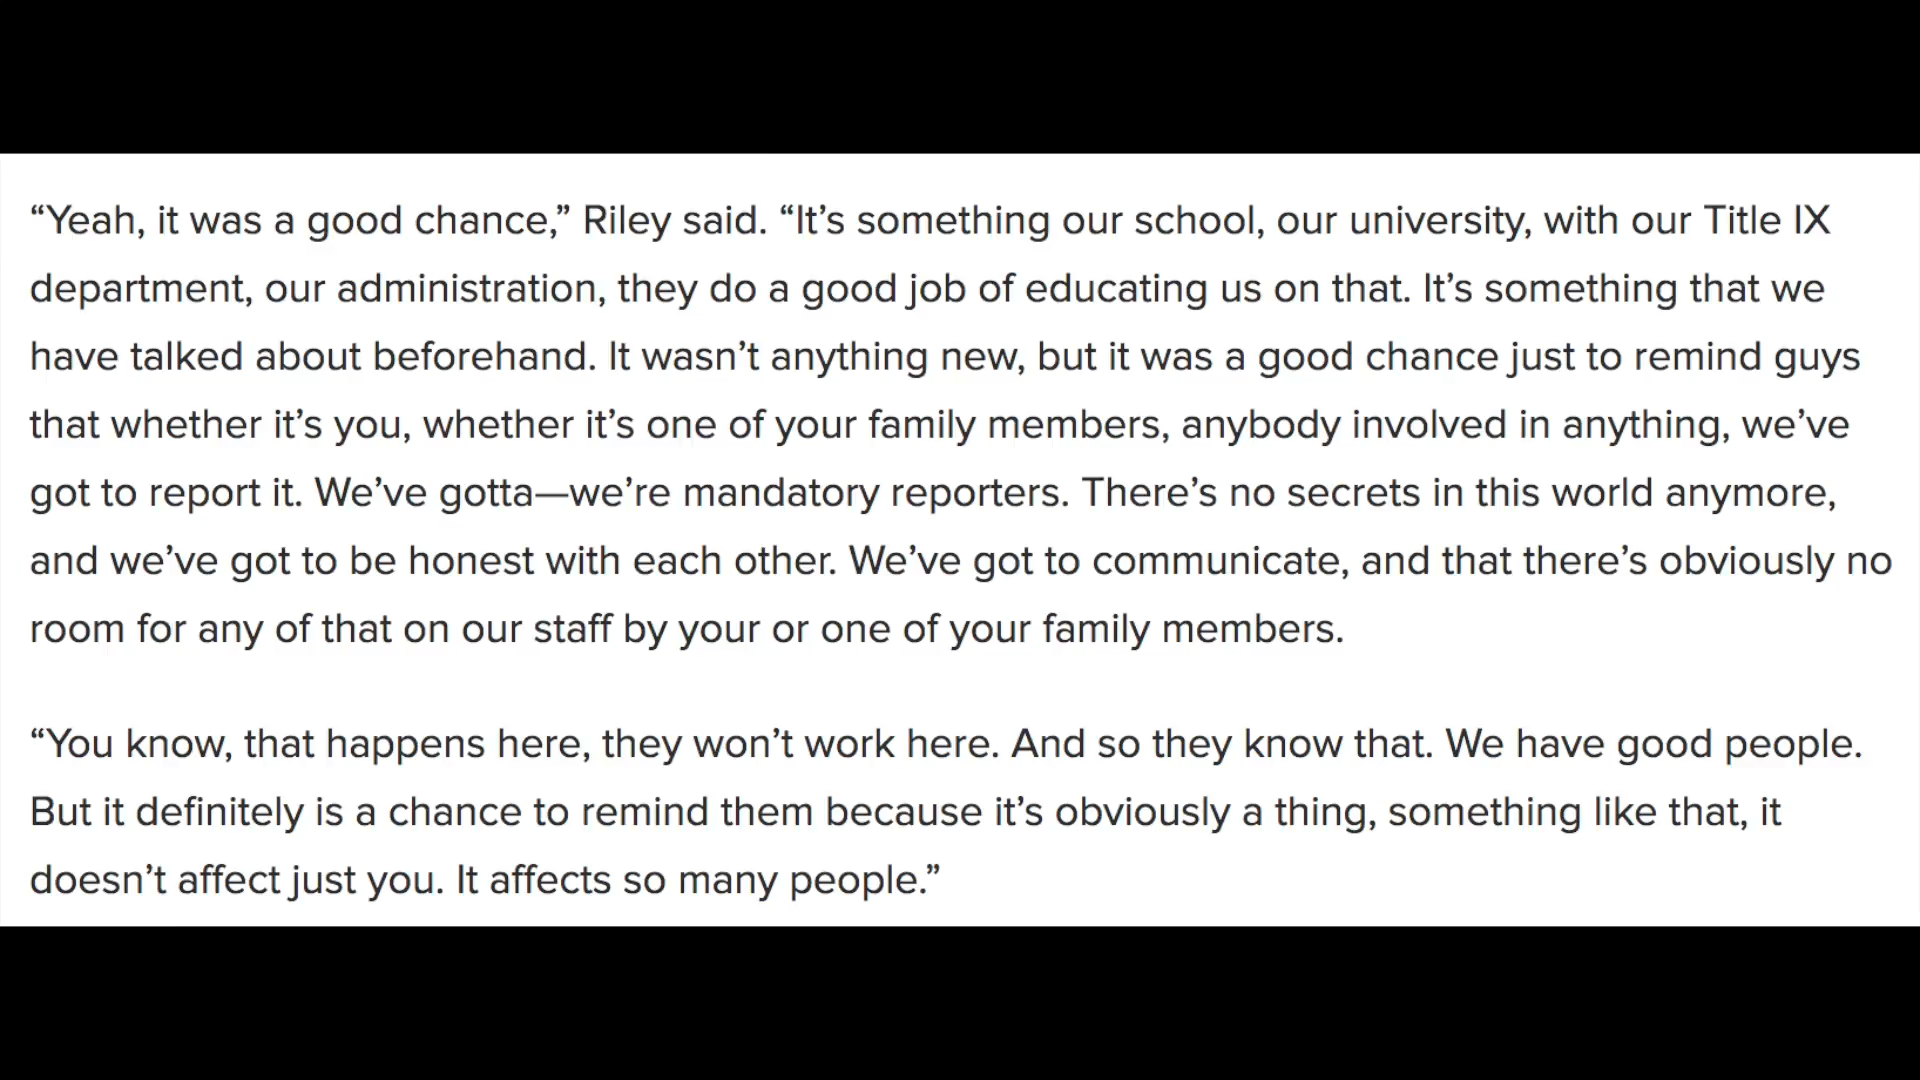 “Yeah, it was a good chance,” Riley said. “It’s something our school, our university, with our Title IX
department, our administration, they do a good job of educating us on that. It’s something that we
have talked about beforehand. It wasn’t anything new, but it was a good chance just to remind guys
that whether it’s you, whether it’s one of your family members, anybody involved in anything, we’ve
got to report it. We’ve gotta—we’re mandatory reporters. There’s no secrets in this world anymore,
and we’ve got to be honest with each other. We’ve got to communicate, and that there’s obviously no
room for any of that on our staff by your or one of your family members.
“You know, that happens here, they won’t work here. And so they know that. We have good people.
But it definitely is a chance to remind them because it’s obviously a thing, something like that, it
doesn’t affect just you. It affects so many people.”